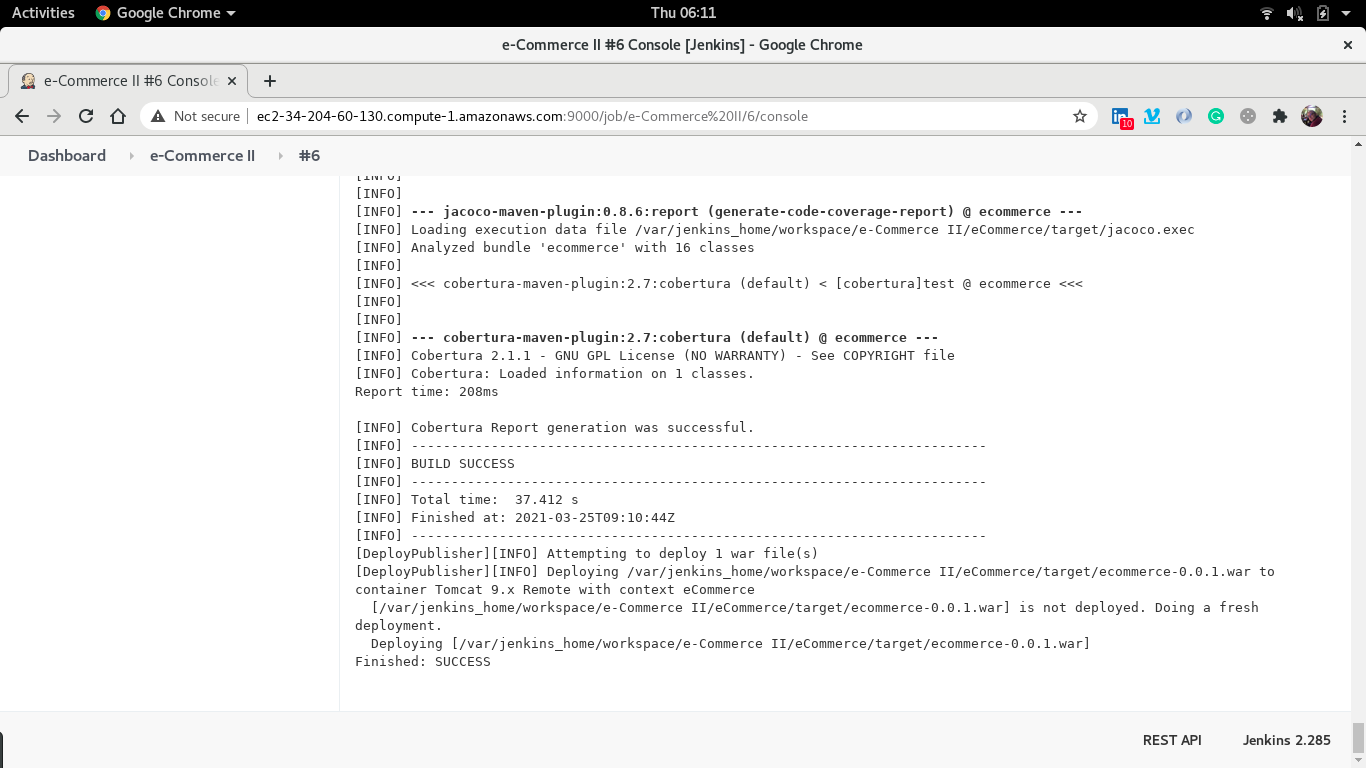 Activities
Google Chrome
Thu 06:11
e-Commerce II #6 Console [Jenkins] - Google Chrome
e-Commerce II #6 Console
Not secure
ec2-34-204-60-130.compute-1.amazonaws.com:9000/job/e-Commerce%20II/6/console
10
Dashboard
e-Commerce II
#6
[INFO]
[INFO]
[INFO] --- jacoco-maven-plugin:0.8.6:report (generate-code-coverage-report) @ ecommerce ---
[INFO] Loading execution data file /var/jenkins_home/workspace/e-Commerce II/eCommerce/target/jacoco.exec
[INFO] Analyzed bundle 'ecommerce' with 16 classes
[INFO]
[INFO] <<< cobertura-maven-plugin:2.7:cobertura (default) < [cobertura]test @ ecommerce <<<
[INFO]
[INFO]
[INFO] --- cobertura-maven-plugin:2.7:cobertura (default) @ ecommerce ---
[INFO] Cobertura 2.1.1 - GNU GPL License (NO WARRANTY) - See COPYRIGHT file
[INFO] Cobertura: Loaded information on 1 classes.
Report time: 208ms
[INFO] Cobertura Report generation was successful.
[INFO] ------------------------------------------------------------------------
[INFO] BUILD SUCCESS
[INFO] ------------------------------------------------------------------------
[INFO] Total time:  37.412 s
[INFO] Finished at: 2021-03-25T09:10:44Z
[INFO] ------------------------------------------------------------------------
[DeployPublisher][INFO] Attempting to deploy 1 war file(s)
[DeployPublisher][INFO] Deploying /var/jenkins_home/workspace/e-Commerce II/eCommerce/target/ecommerce-0.0.1.war to
container Tomcat 9.x Remote with context eCommerce
[/var/jenkins_home/workspace/e-Commerce II/eCommerce/target/ecommerce-0.0.1.war] is not deployed. Doing a fresh
deployment.
Deploying [/var/jenkins_home/workspace/e-Commerce II/eCommerce/target/ecommerce-0.0.1.war]
Finished: SUCCESS
REST API
Jenkins 2.285